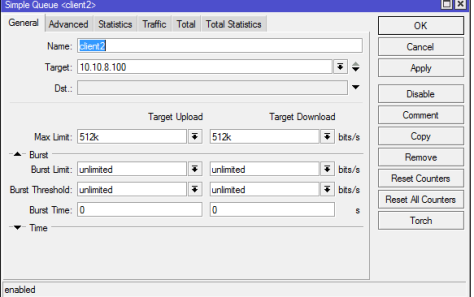 Simple Queue <client2>
General Advanced Statistics Traffic Total Total Statistics
Name: client2
Target: 10.10.8.100
Dst.:
Target Upload Target Download
Max Limit: 512k 512k bits/s
Burst
Burst Limit: unlimited unlimited bits/s
Burst Threshold: unlimited unlimited bits/s
Burst Time: 0 0 s
Time
OK
Cancel
Apply
Disable
Comment
Copy
Remove
Reset Counters
Reset All Counters
Torch
enabled